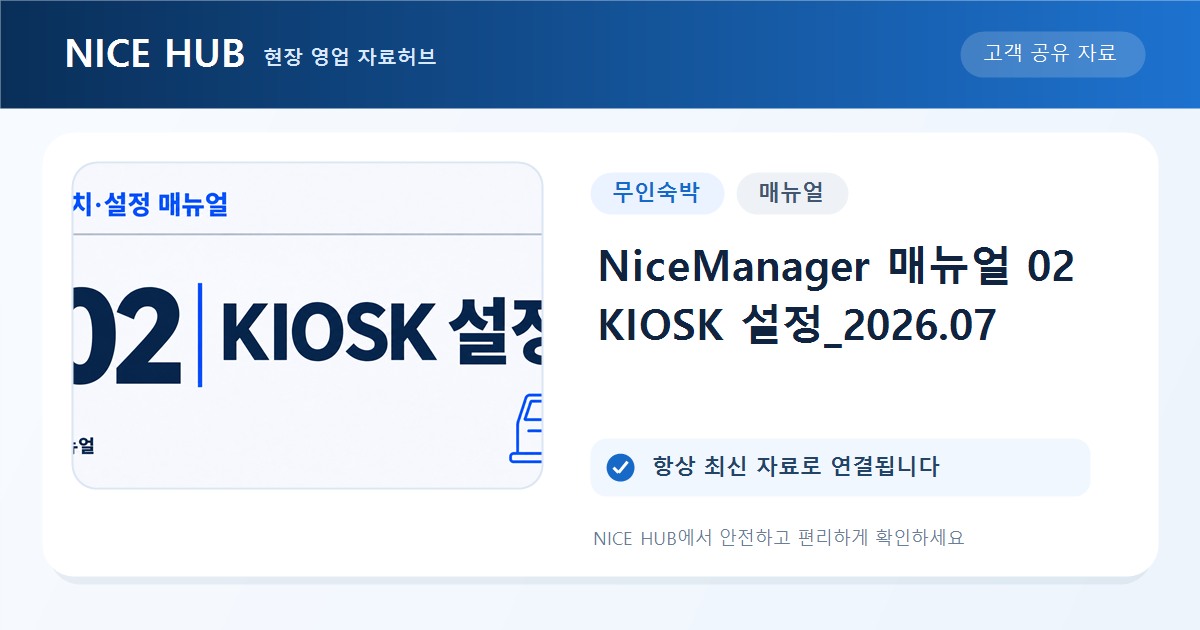 NICE HUB 현장 영업 자료허브
고객 공유 자료
치·설정 매뉴얼
02 KIOSK 설정
뉴얼
무인숙박 매뉴얼
NiceManager 매뉴얼 02
KIOSK 설정_2026.07
항상 최신 자료로 연결됩니다
NICE HUB에서 안전하고 편리하게 확인하세요